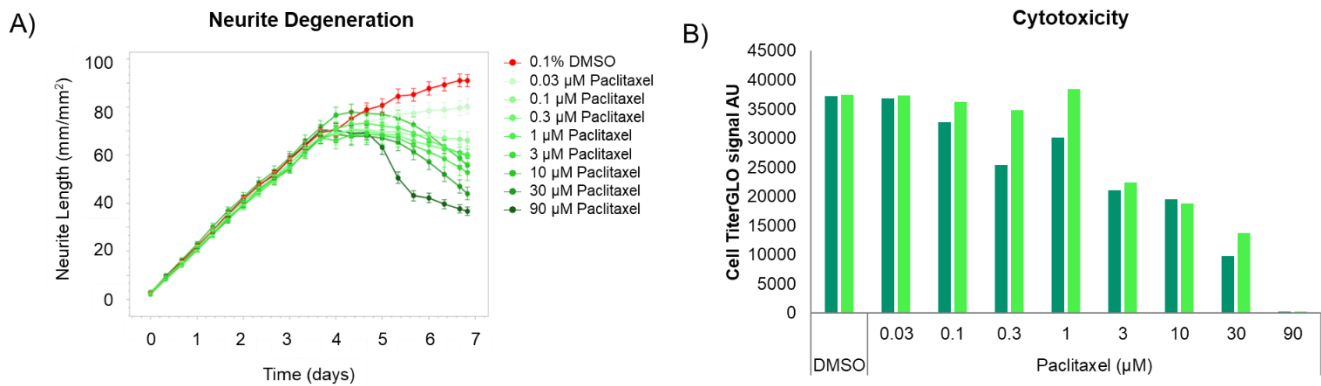 A)
Neurite Degeneration
100
80
60
40
20
0
Neurite Length (mm/mm²)
0 1 2 3 4 5 6 7
Time (days)
0.1% DMSO
0.03 µM Paclitaxel
0.1 µM Paclitaxel
0.3 µM Paclitaxel
1 µM Paclitaxel
3 µM Paclitaxel
10 µM Paclitaxel
30 µM Paclitaxel
90 µM Paclitaxel
B)
Cytotoxicity
45000
40000
35000
30000
25000
20000
15000
10000
5000
0
Cell TiterGLO signal AU
0.03 0.1 0.3 1 3 10 30 90
DMSO Paclitaxel (µM)